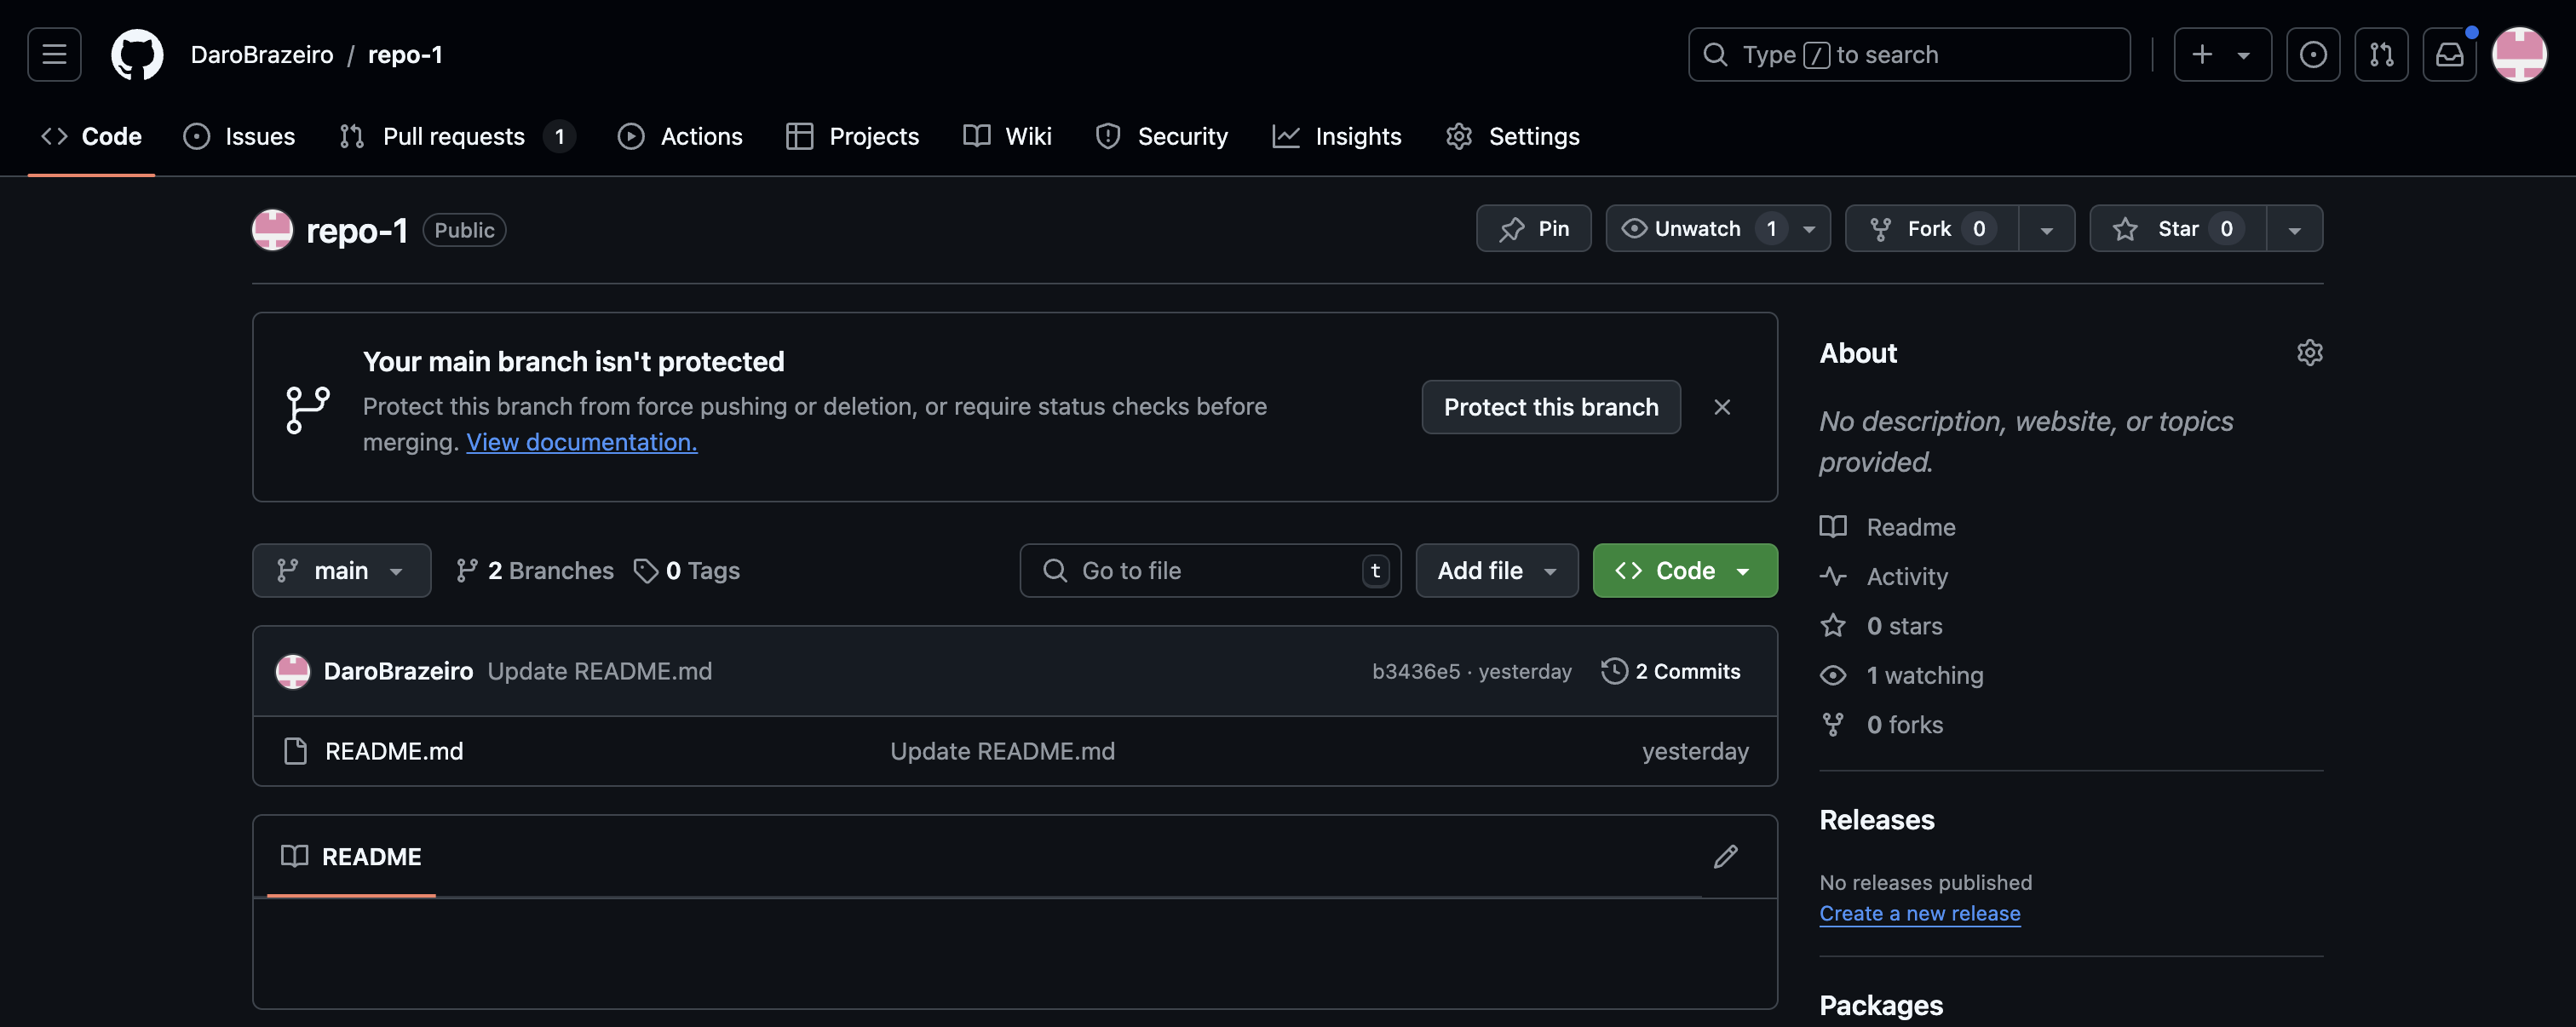 DaroBrazeiro / repo-1
Type / to search
Code
Issues
Pull requests 1
Actions
Projects
Wiki
Security
Insights
Settings
repo-1 Public
Pin
Unwatch 1
Fork 0
Star 0
Your main branch isn't protected
Protect this branch from force pushing or deletion, or require status checks before
merging. View documentation.
Protect this branch
main
2 Branches
0 Tags
Go to file t
Add file
Code
DaroBrazeiro Update README.md
b3436e5 · yesterday
2 Commits
README.md
Update README.md
yesterday
README
About
No description, website, or topics
provided.
Readme
Activity
0 stars
1 watching
0 forks
Releases
No releases published
Create a new release
Packages